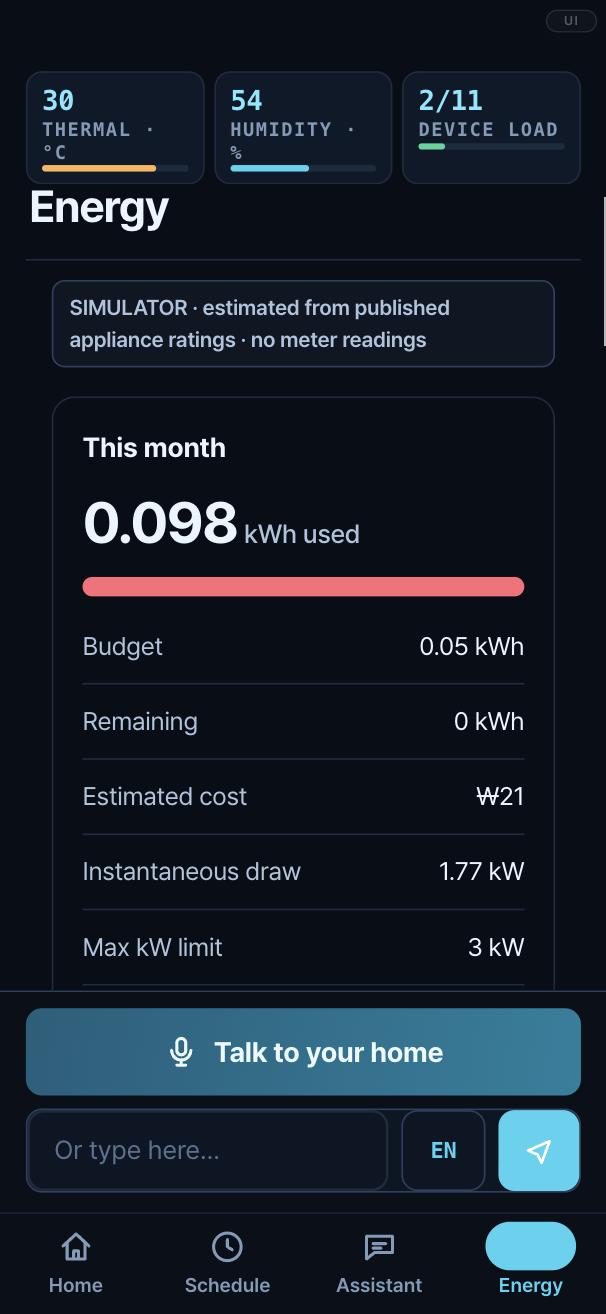 UI
30
THERMAL ·
°C
54
HUMIDITY ·
%
2/11
DEVICE LOAD
Energy
SIMULATOR · estimated from published
appliance ratings · no meter readings
This month
0.098 kWh used
Budget 0.05 kWh
Remaining 0 kWh
Estimated cost ₩21
Instantaneous draw 1.77 kW
Max kW limit 3 kW
Talk to your home
Or type here...
EN
Home
Schedule
Assistant
Energy